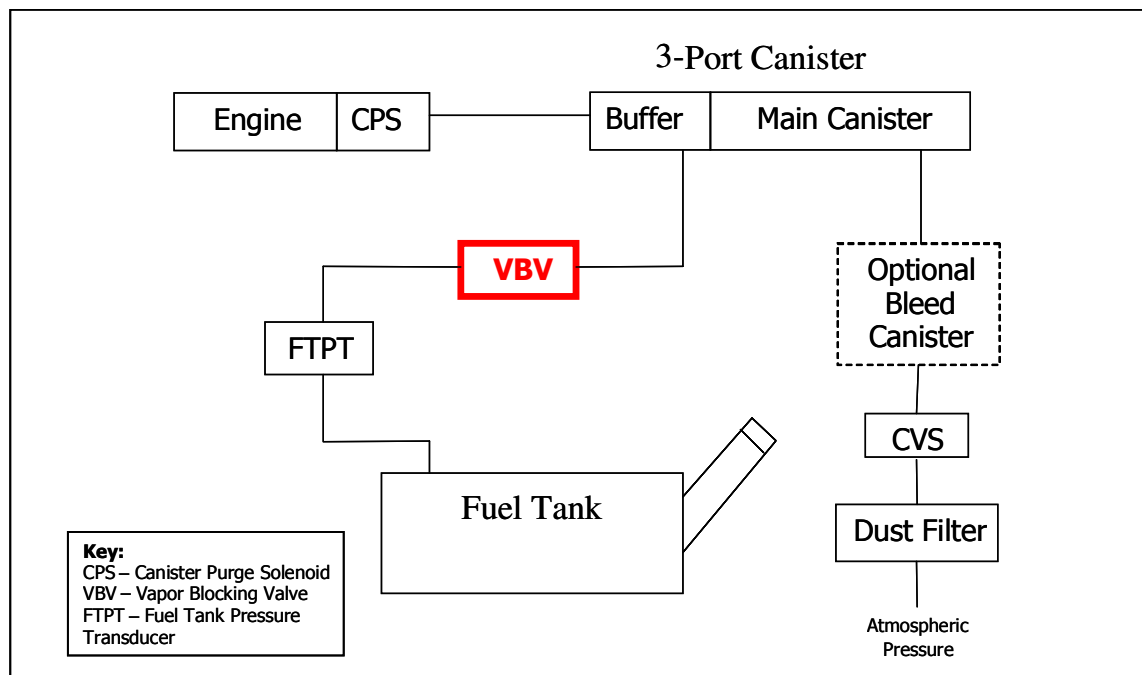 3-Port Canister
Engine
CPS
Buffer
Main Canister
VBV
Optional
Bleed
Canister
FTPT
CVS
Fuel Tank
Dust Filter
Key:
CPS – Canister Purge Solenoid
VBV – Vapor Blocking Valve
FTPT – Fuel Tank Pressure
Transducer
Atmospheric
Pressure